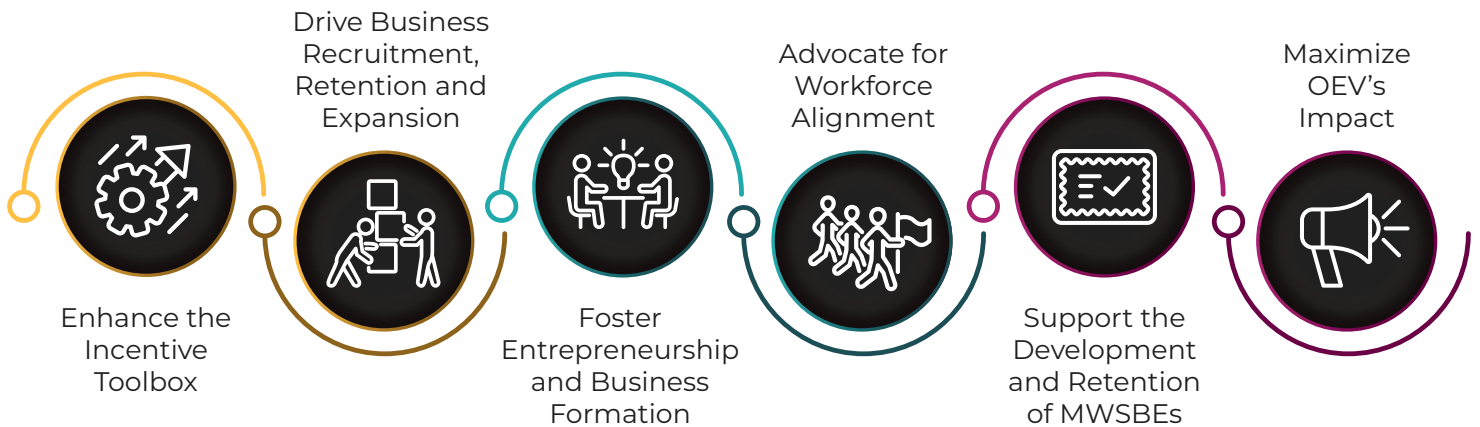 Enhance the
Incentive
Toolbox
Drive Business
Recruitment,
Retention and
Expansion
Foster
Entrepreneurship
and Business
Formation
Advocate for
Workforce
Alignment
Support the
Development
and Retention
of MWSBEs
Maximize
OEV’s
Impact